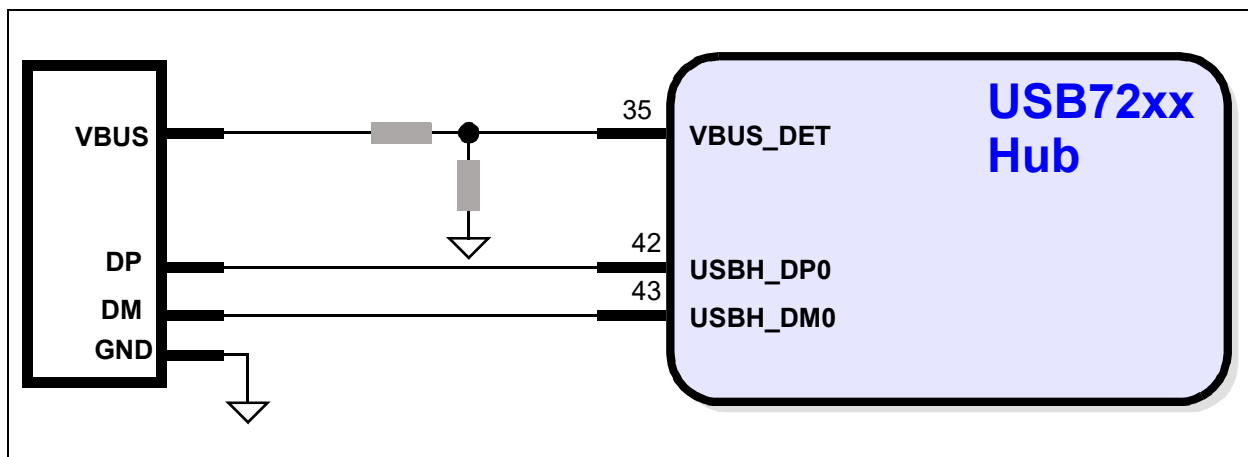 USB72xx
Hub
VBUS
35
VBUS_DET
DP
42
USBH_DP0
DM
43
USBH_DM0
GND